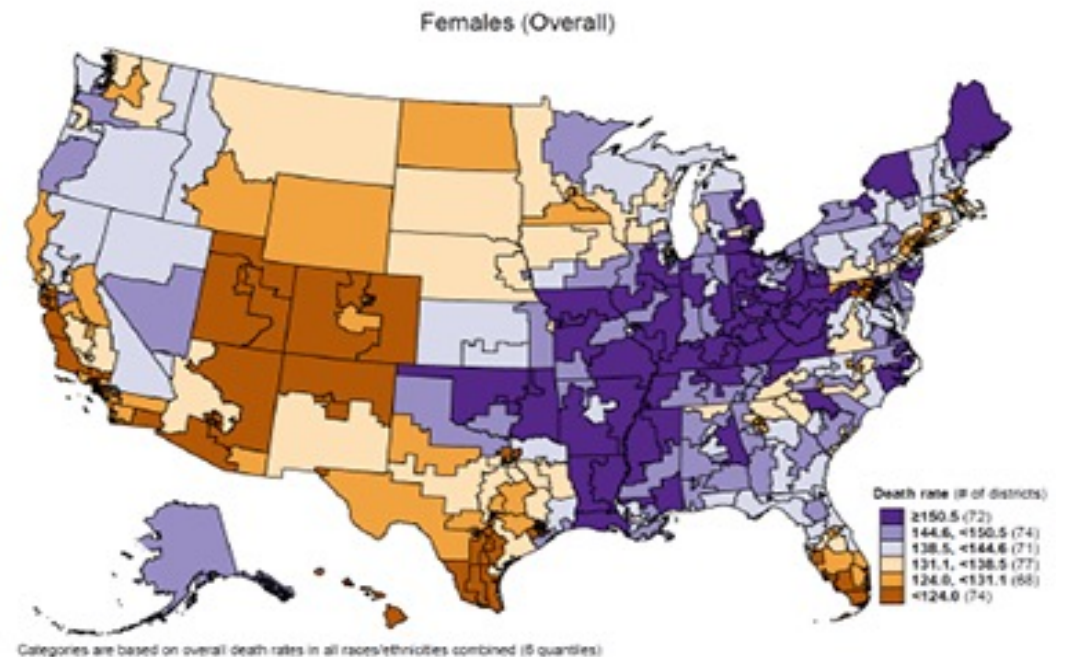 Females (Overall)
Death rate (# of districts)
≥150.5 (72)
144.6, <150.5 (74)
138.5, <144.6 (71)
131.1, <138.5 (77)
124.0, <131.1 (68)
<124.0 (74)
Categories are based on overall death rates in all races/ethnicities combined (6 quantiles)